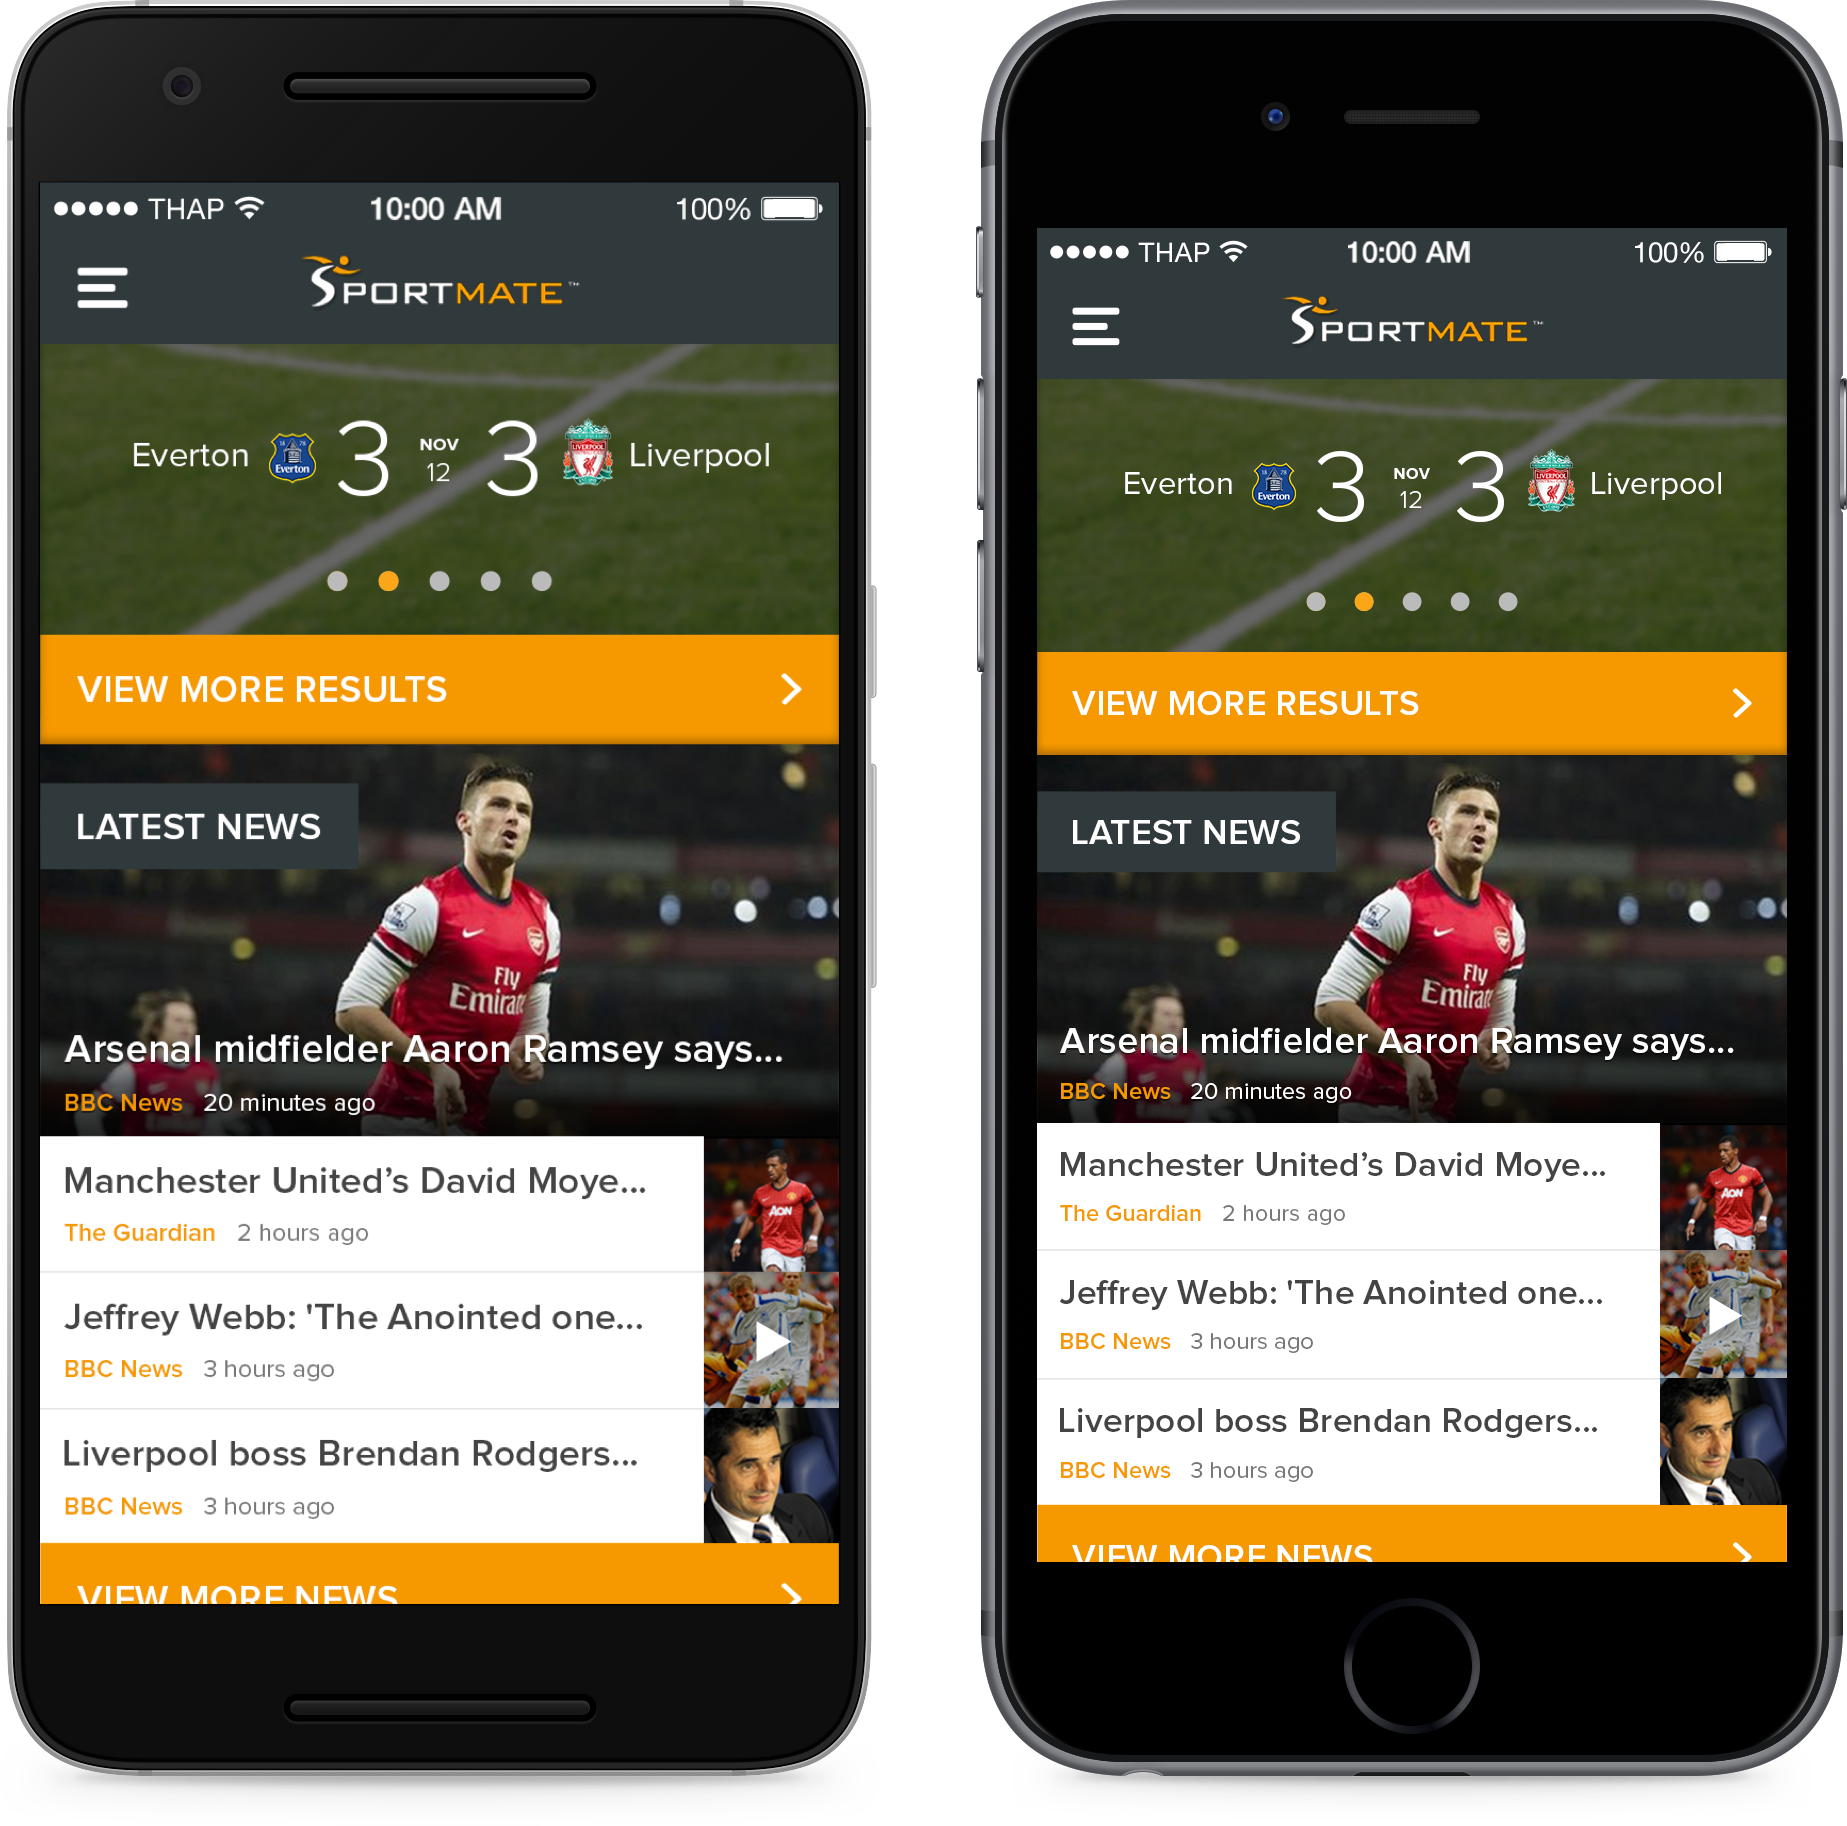 THAP 10:00 AM 100%
SPORTMATE™
Everton 3 NOV 12 3 Liverpool
VIEW MORE RESULTS
LATEST NEWS
Fly
Emirates
Arsenal midfielder Aaron Ramsey says...
BBC News 20 minutes ago
Manchester United’s David Moye...
The Guardian 2 hours ago
AON
Jeffrey Webb: 'The Anointed one...
BBC News 3 hours ago
Liverpool boss Brendan Rodgers...
BBC News 3 hours ago
VIEW MORE NEWS
THAP 10:00 AM 100%
SPORTMATE™
Everton 3 NOV 12 3 Liverpool
VIEW MORE RESULTS
LATEST NEWS
Fly
Emirates
Arsenal midfielder Aaron Ramsey says...
BBC News 20 minutes ago
Manchester United’s David Moye...
The Guardian 2 hours ago
AON
Jeffrey Webb: 'The Anointed one...
BBC News 3 hours ago
Liverpool boss Brendan Rodgers...
BBC News 3 hours ago
VIEW MORE NEWS